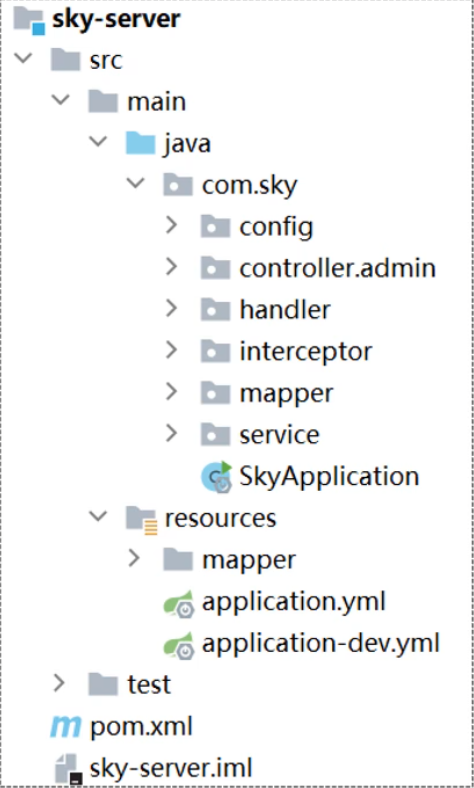 sky-server
src
main
java
com.sky
config
controller.admin
handler
interceptor
mapper
service
SkyApplication
resources
mapper
application.yml
application-dev.yml
test
pom.xml
sky-server.iml